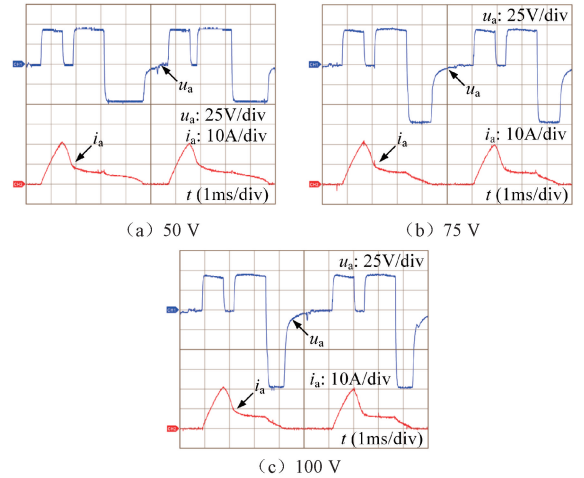 uₐ
uₐ: 25V/div
iₐ: 10A/div
iₐ
t (1ms/div)
（a）50 V
uₐ: 25V/div
uₐ
iₐ: 10A/div
iₐ
t (1ms/div)
（b）75 V
uₐ: 25V/div
uₐ
iₐ: 10A/div
iₐ
t (1ms/div)
（c）100 V